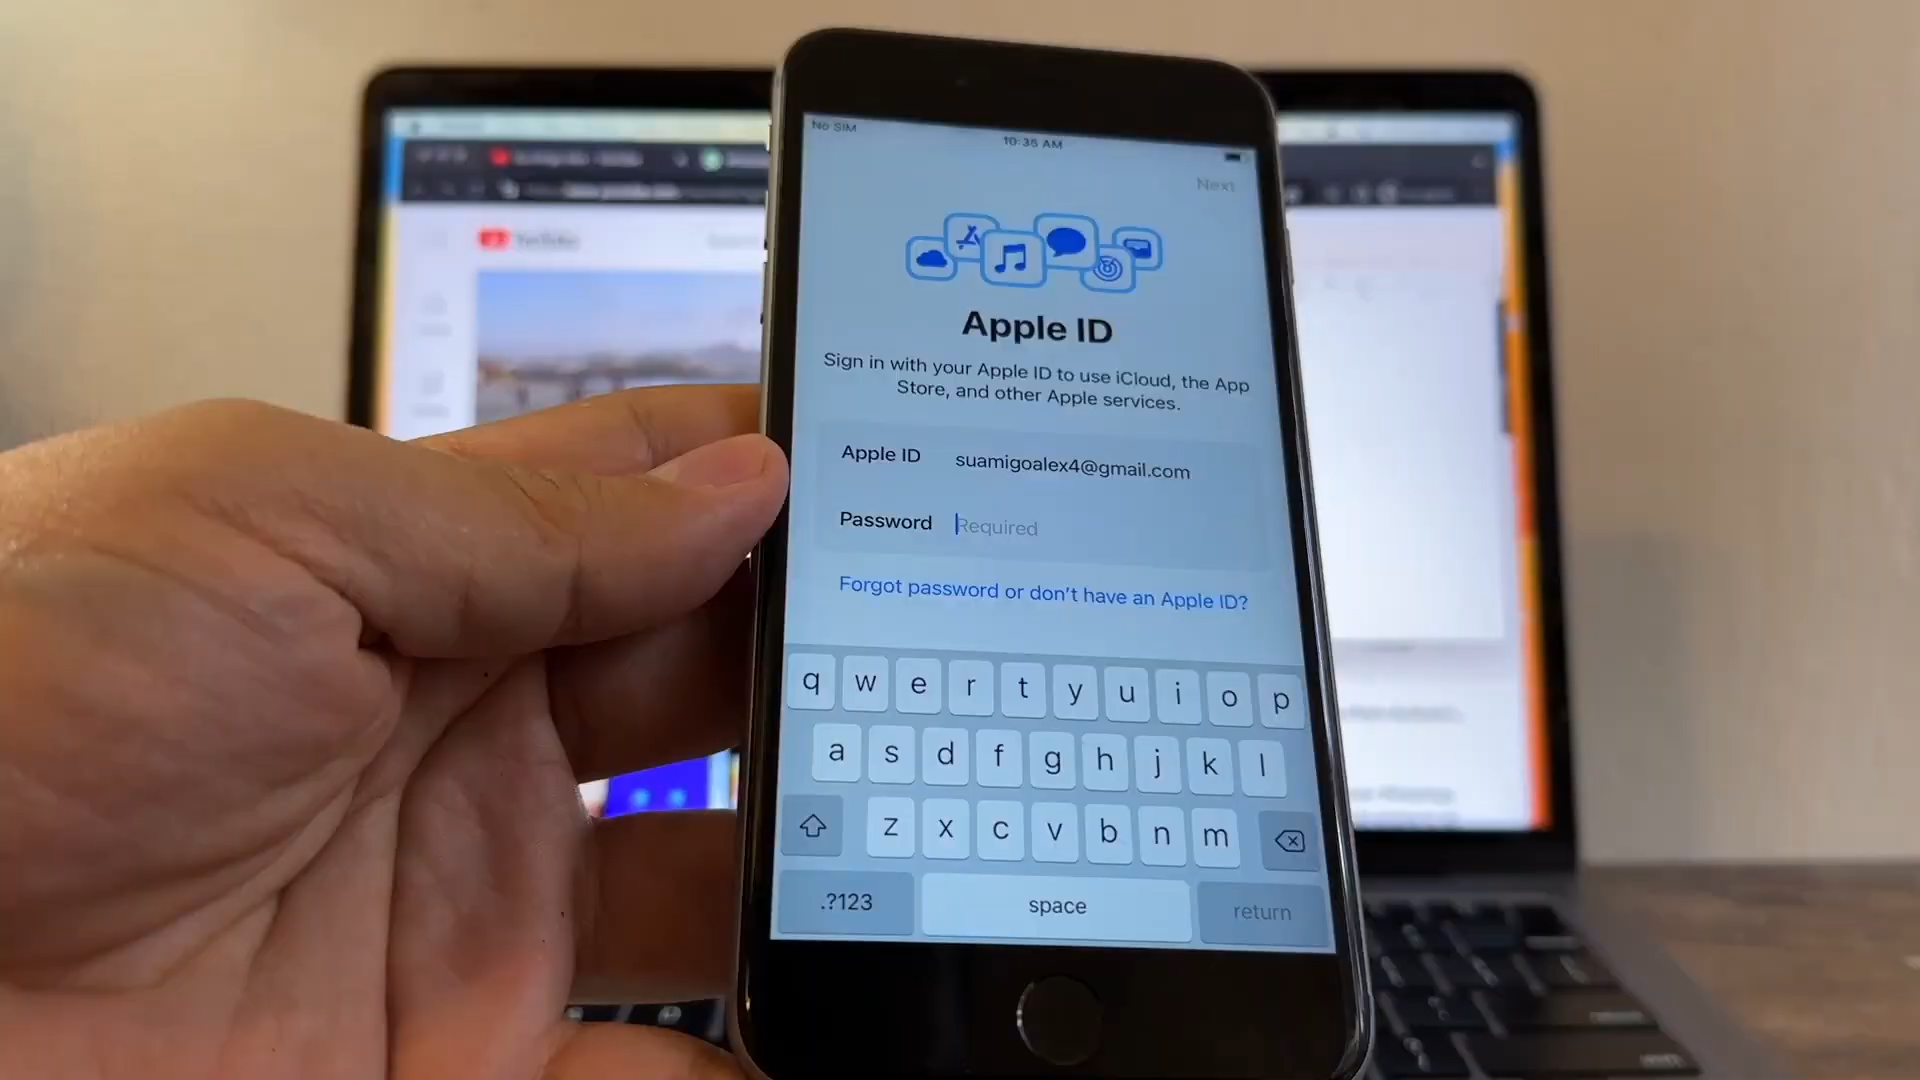 No SIM
10:35 AM
Next
Apple ID
Sign in with your Apple ID to use iCloud, the App
Store, and other Apple services.
Apple ID suamigoalex4@gmail.com
Password Required
Forgot password or don't have an Apple ID?
q w e r t y u i o p
a s d f g h j k l
z x c v b n m
.?123 space return
YouTube